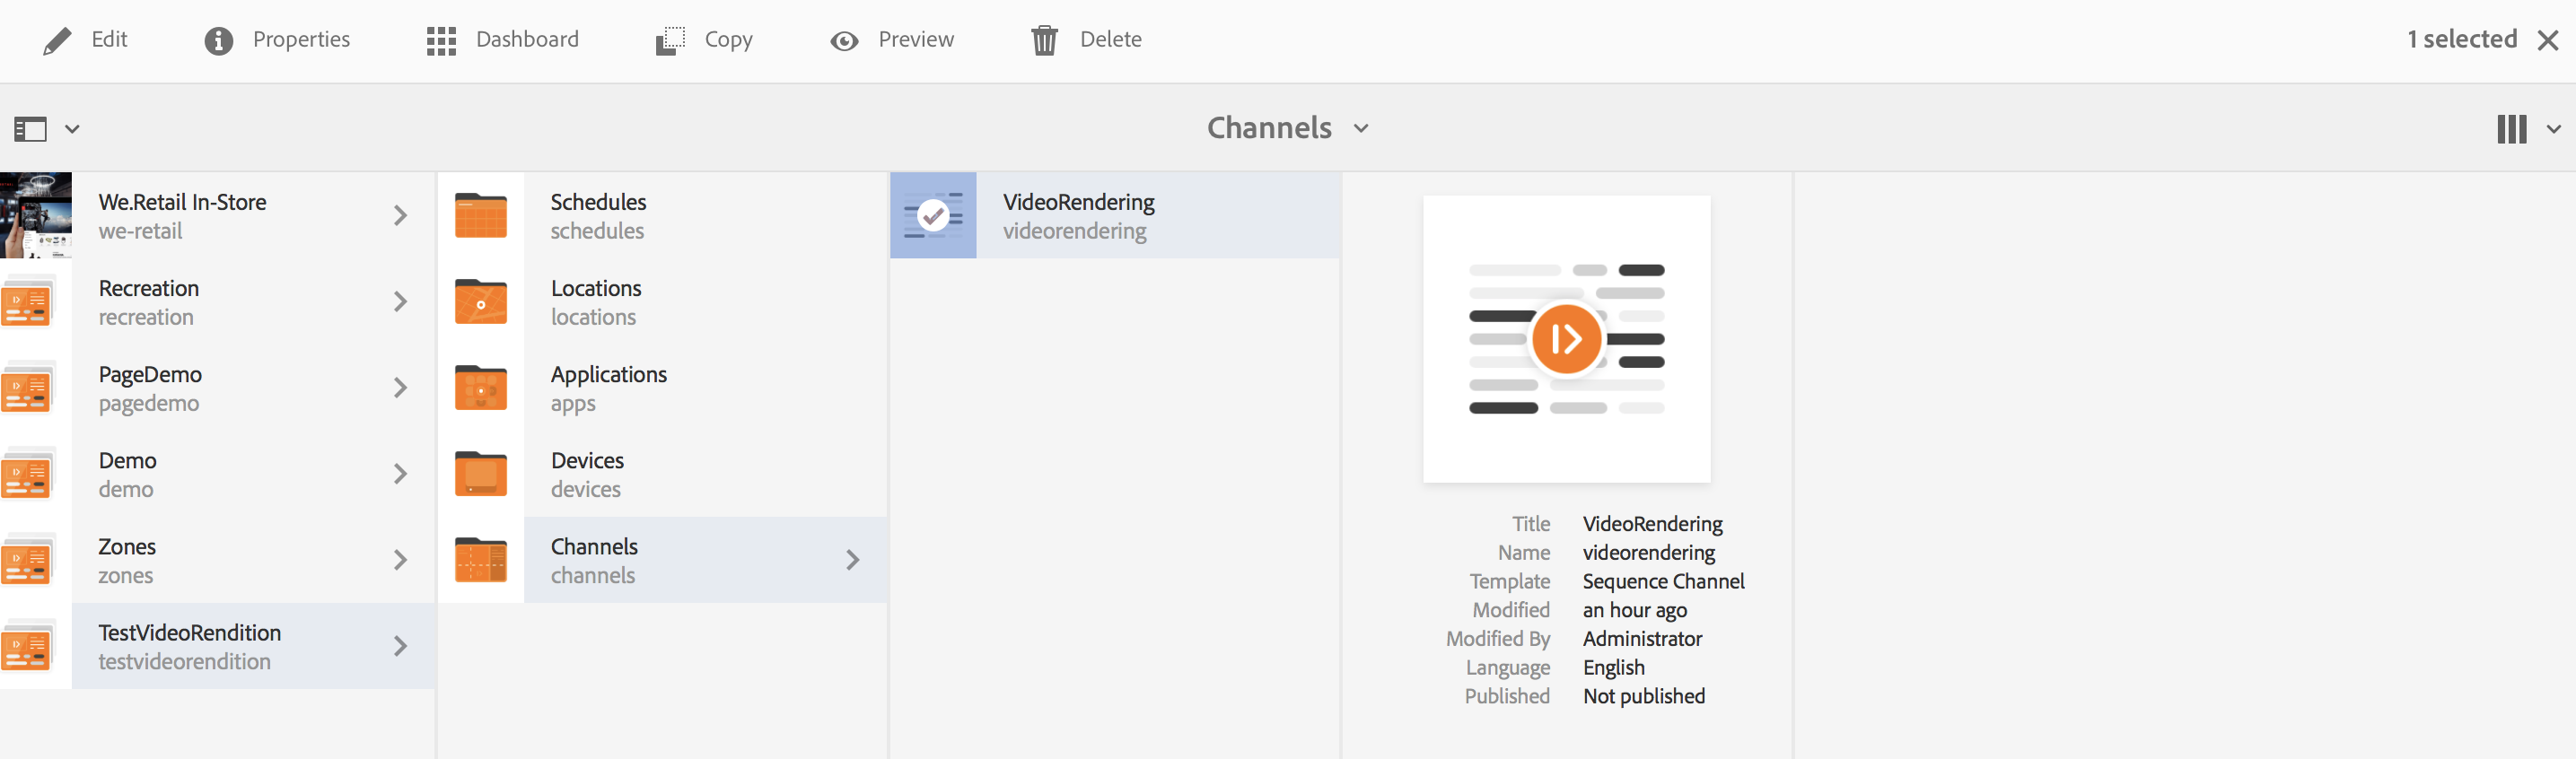 Edit
Properties
Dashboard
Copy
Preview
Delete
1 selected
Channels
We.Retail In-Store
we-retail
Recreation
recreation
PageDemo
pagedemo
Demo
demo
Zones
zones
TestVideoRendition
testvideorendition
Schedules
schedules
Locations
locations
Applications
apps
Devices
devices
Channels
channels
VideoRendering
videorendering
Title VideoRendering
Name videorendering
Template Sequence Channel
Modified an hour ago
Modified By Administrator
Language English
Published Not published